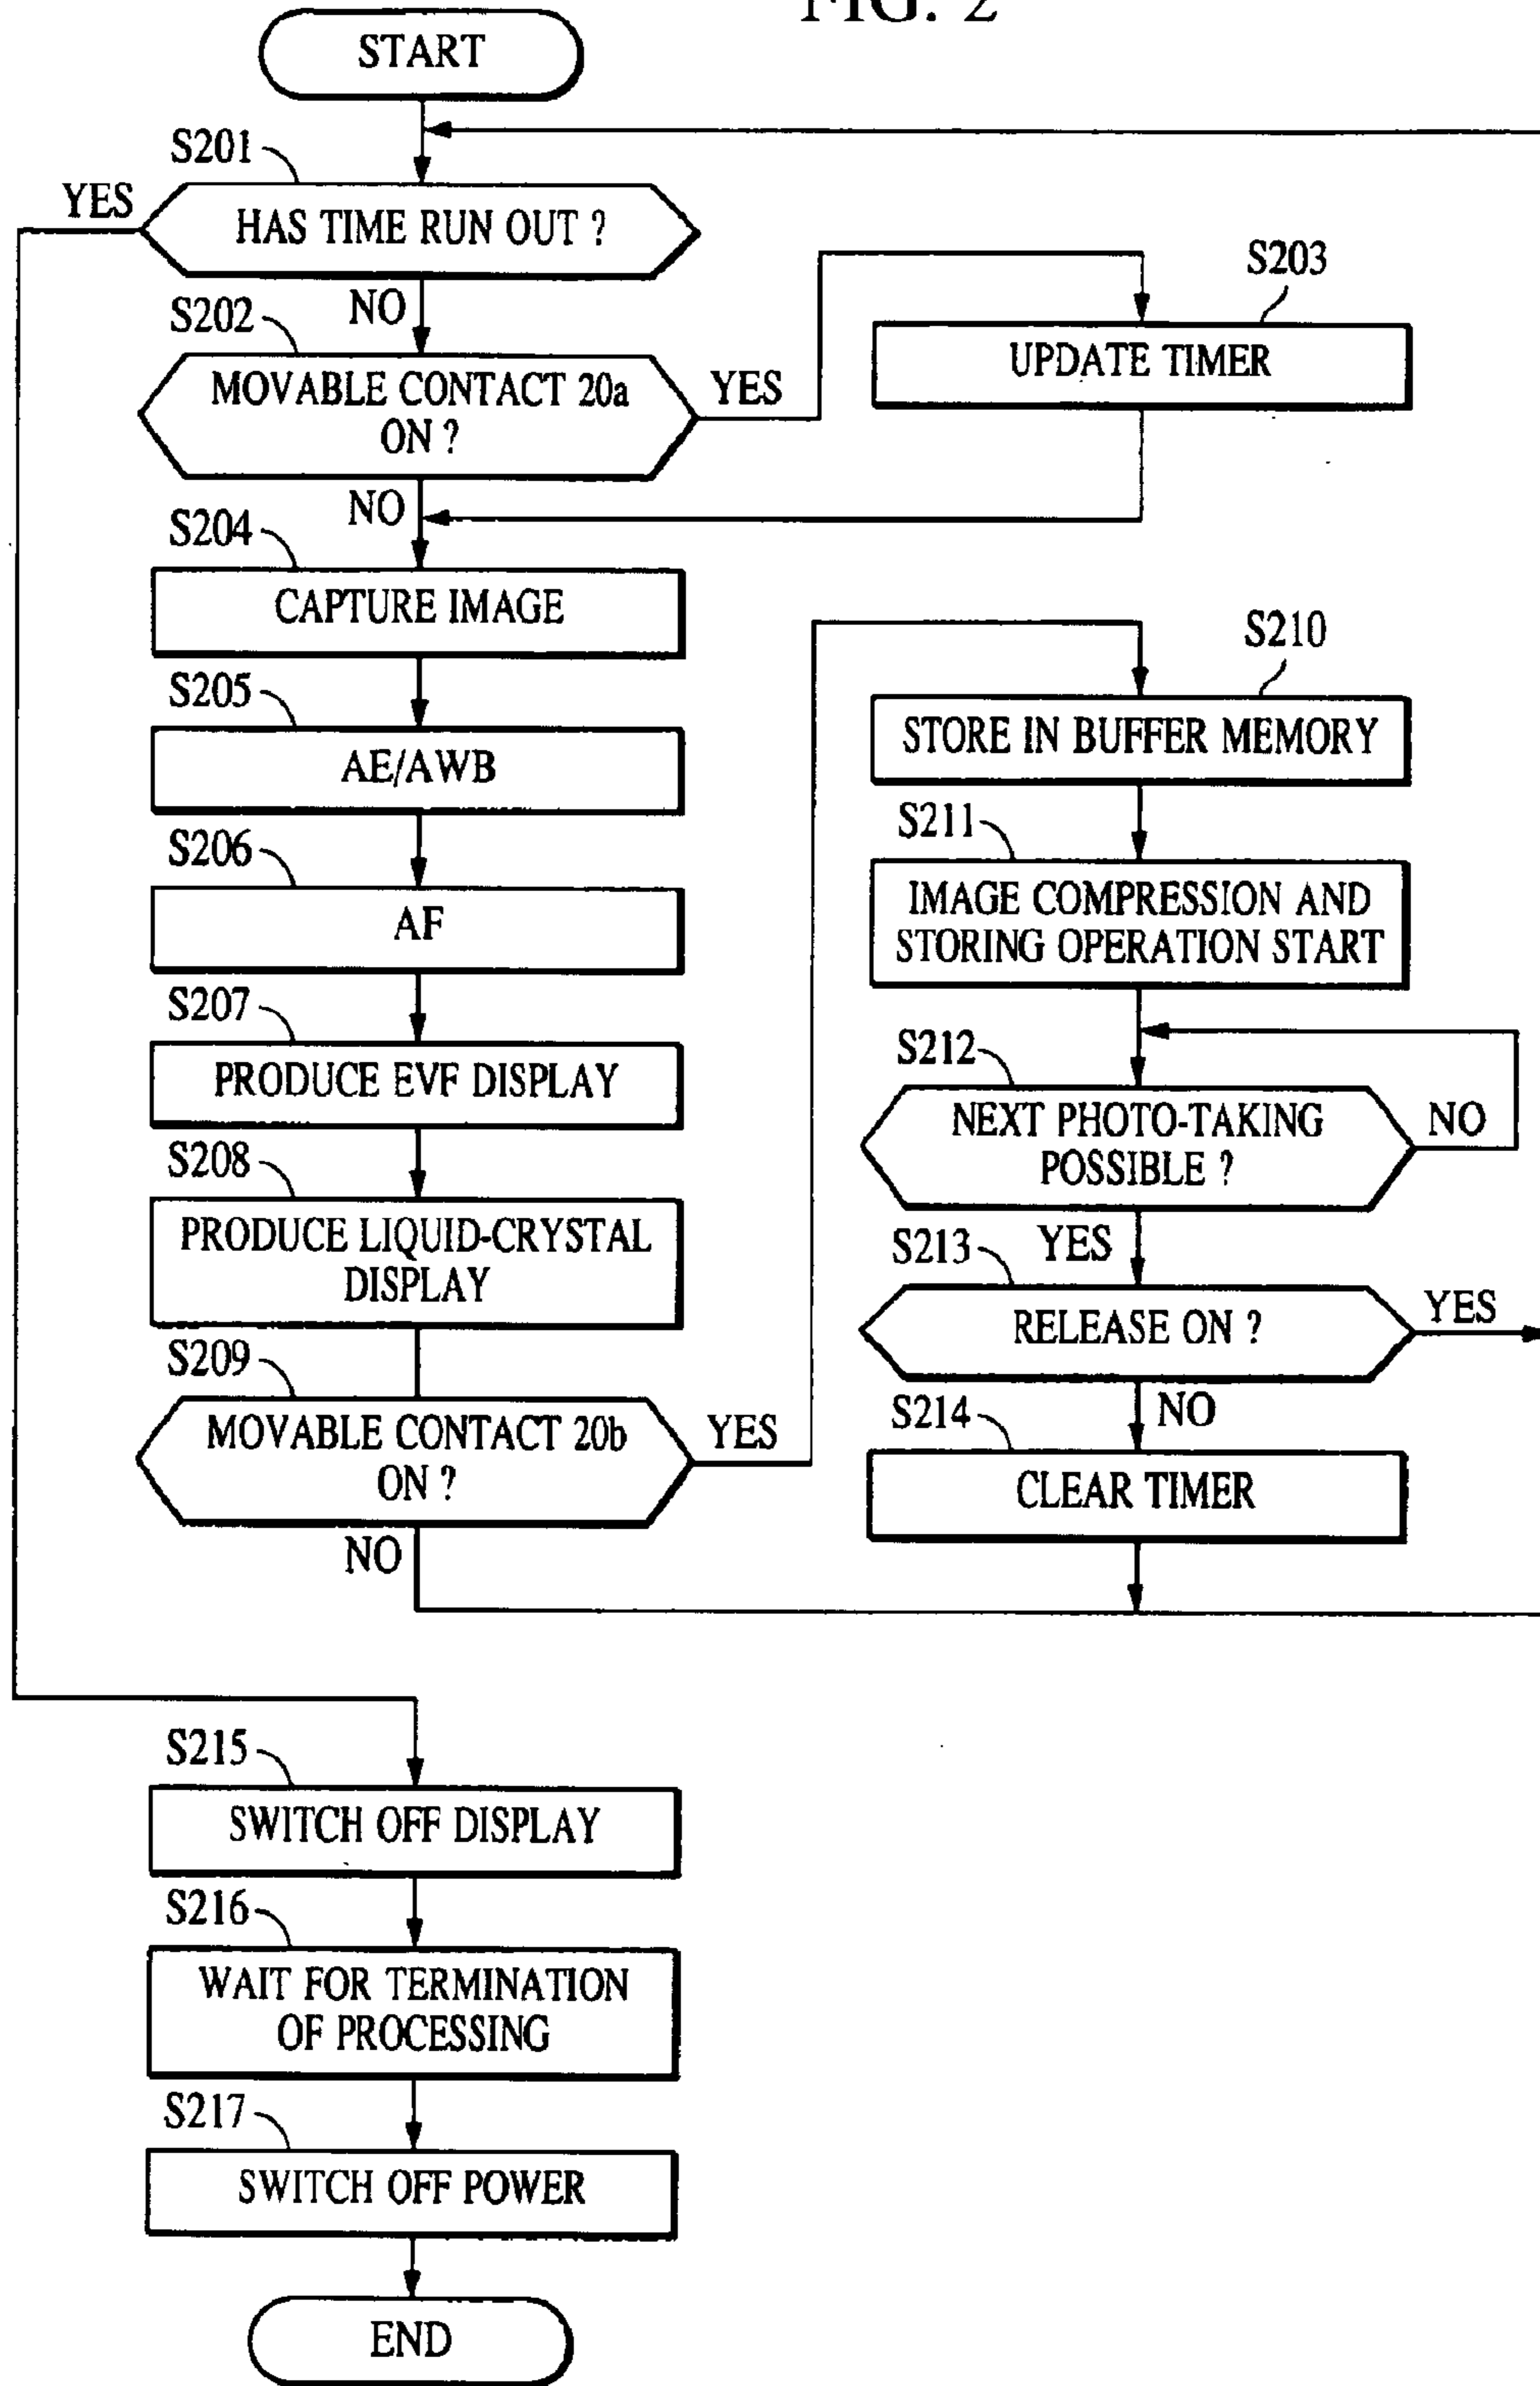 FIG. 2
START
S201
YES
HAS TIME RUN OUT ?
NO
S202
MOVABLE CONTACT 20a
ON ?
YES
S203
UPDATE TIMER
NO
S204
CAPTURE IMAGE
S205
AE/AWB
S206
AF
S207
PRODUCE EVF DISPLAY
S208
PRODUCE LIQUID-CRYSTAL
DISPLAY
S209
MOVABLE CONTACT 20b
ON ?
YES
NO
S210
STORE IN BUFFER MEMORY
S211
IMAGE COMPRESSION AND
STORING OPERATION START
S212
NEXT PHOTO-TAKING
POSSIBLE ?
NO
YES
S213
RELEASE ON ?
YES
NO
S214
CLEAR TIMER
S215
SWITCH OFF DISPLAY
S216
WAIT FOR TERMINATION
OF PROCESSING
S217
SWITCH OFF POWER
END